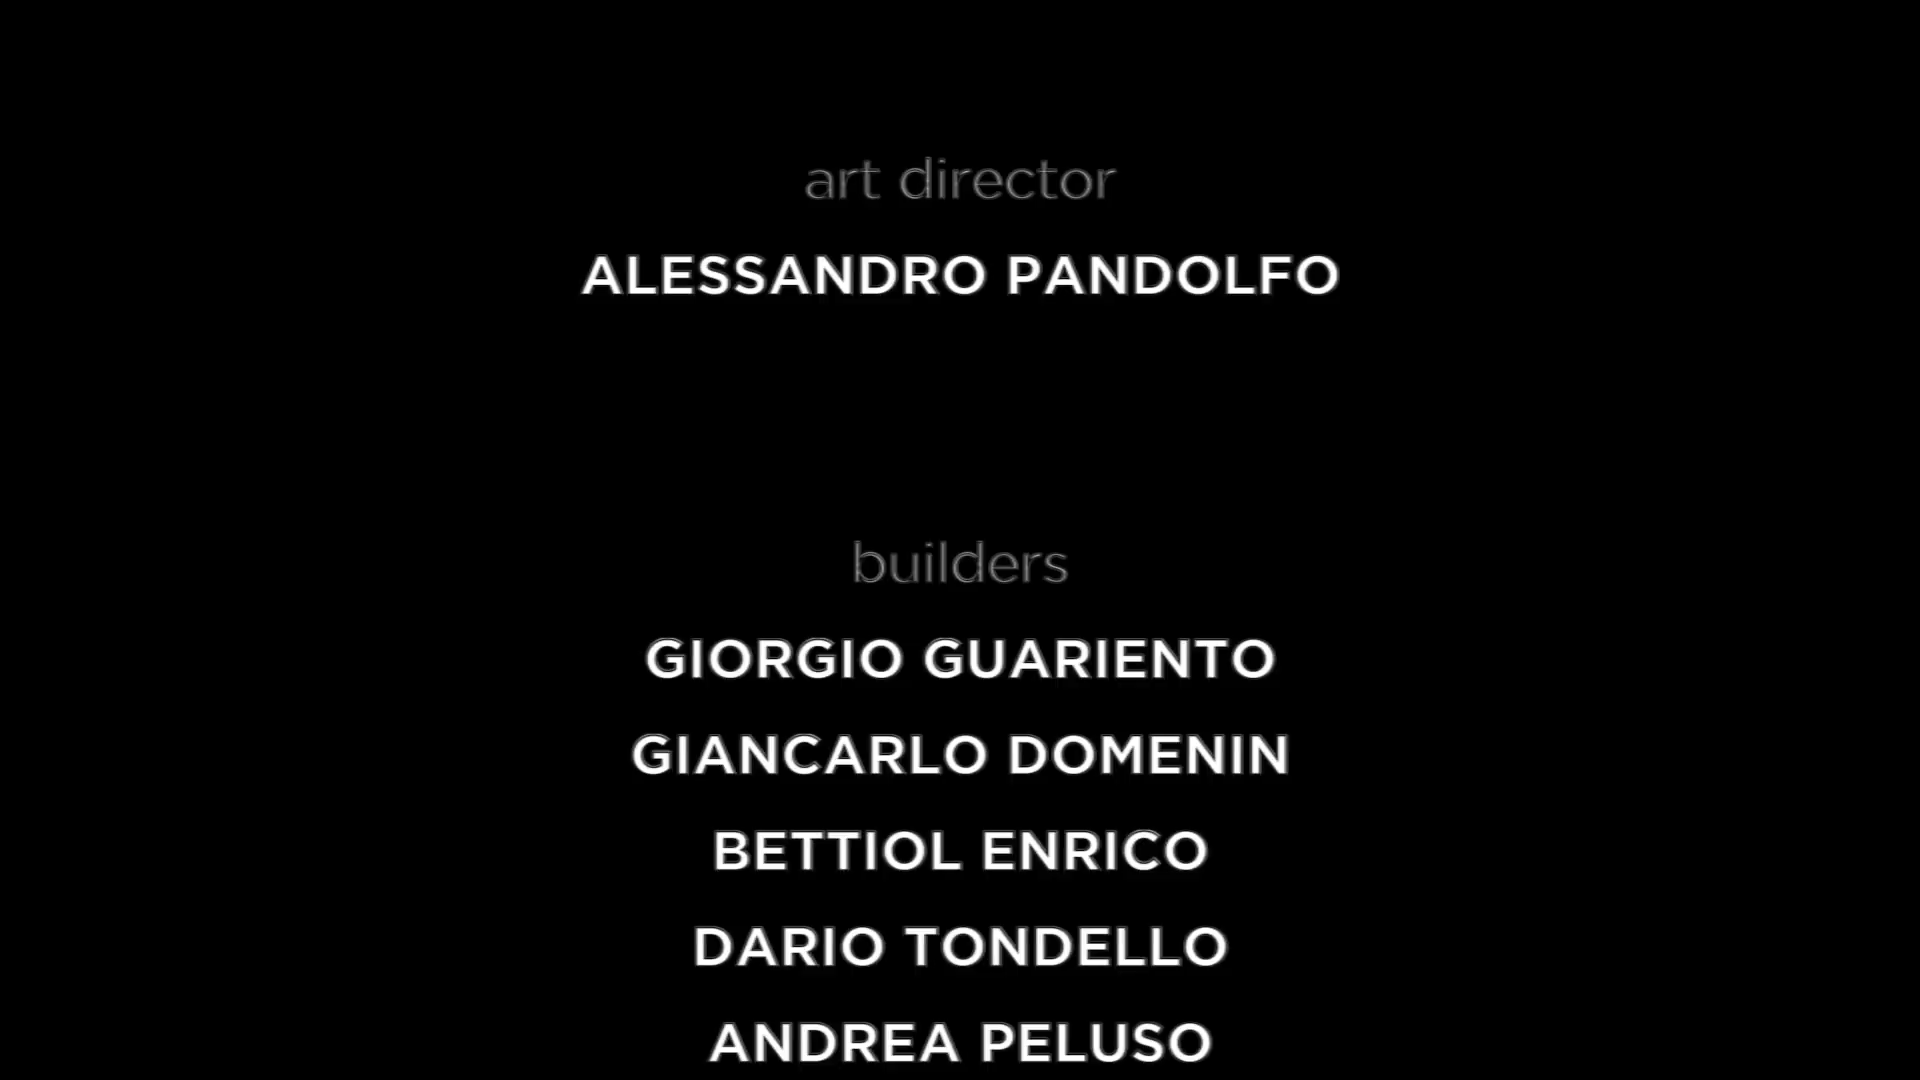 art director
ALESSANDRO PANDOLFO
builders
GIORGIO GUARIENTO
GIANCARLO DOMENIN
BETTIOL ENRICO
DARIO TONDELLO
ANDREA PELUSO